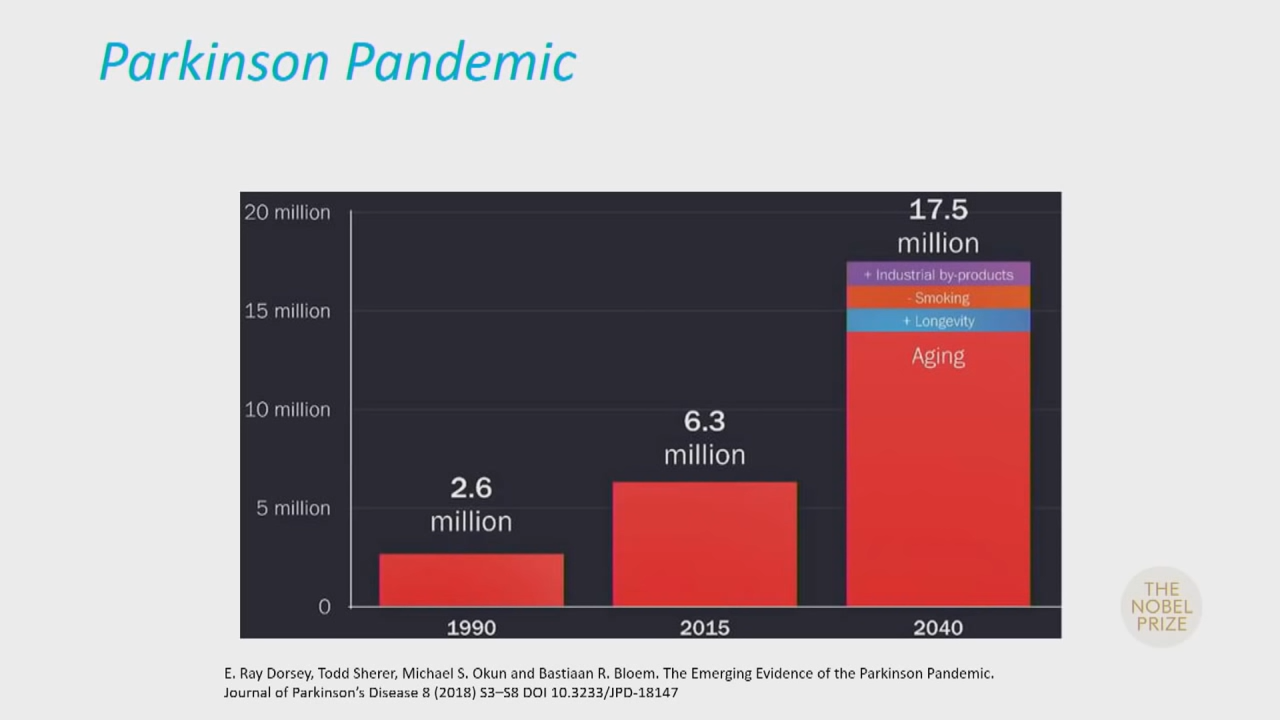 Parkinson Pandemic
20 million
15 million
10 million
5 million
0
2.6
million
6.3
million
17.5
million
+ Industrial by-products
- Smoking
+ Longevity
Aging
1990
2015
2040
THE
NOBEL
PRIZE
E. Ray Dorsey, Todd Sherer, Michael S. Okun and Bastiaan R. Bloem. The Emerging Evidence of the Parkinson Pandemic.
Journal of Parkinson’s Disease 8 (2018) S3–S8 DOI 10.3233/JPD-18147